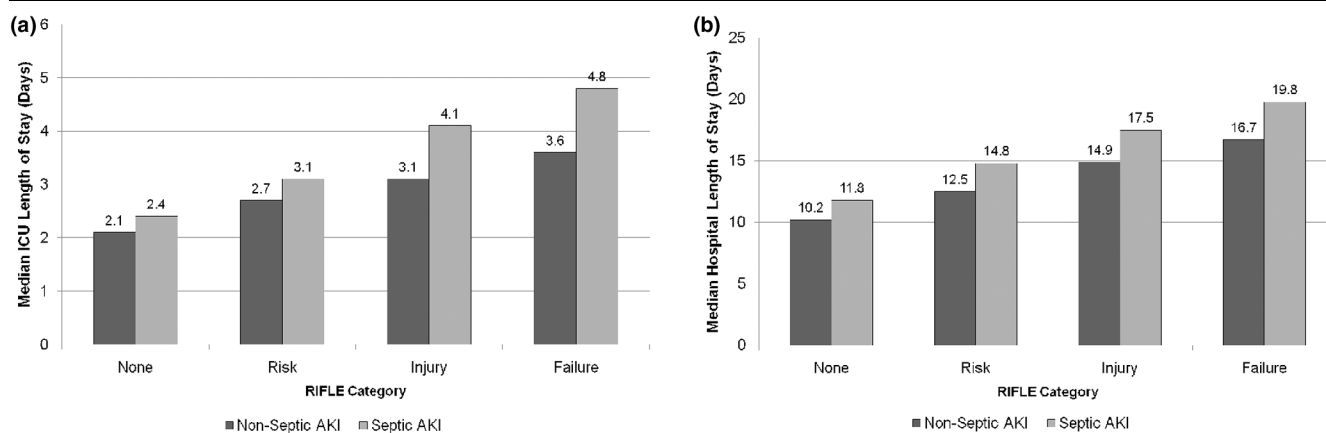 (a)
Median ICU Length of Stay (Days)
6
5
4
3
2
1
0
2.1
2.4
2.7
3.1
3.1
4.1
3.6
4.8
None
Risk
Injury
Failure
RIFLE Category
Non-Septic AKI
Septic AKI
(b)
Median Hospital Length of Stay (Days)
25
20
15
10
5
0
10.2
11.8
12.5
14.8
14.9
17.5
16.7
19.8
None
Risk
Injury
Failure
RIFLE Category
Non-Septic AKI
Septic AKI